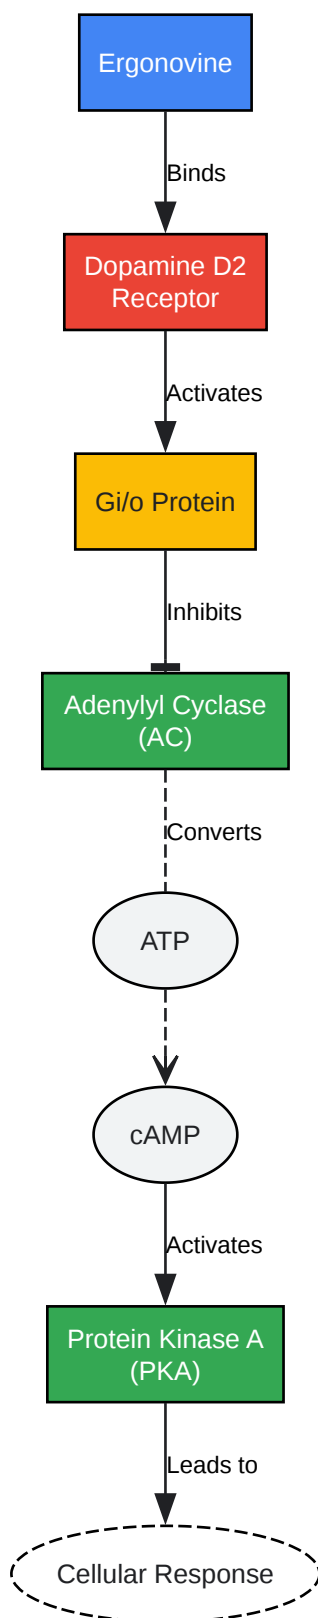 Ergonovine
Binds
Dopamine D2
Receptor
Activates
Gi/o Protein
Inhibits
Adenylyl Cyclase
(AC)
Converts
ATP
cAMP
Activates
Protein Kinase A
(PKA)
Leads to
Cellular Response